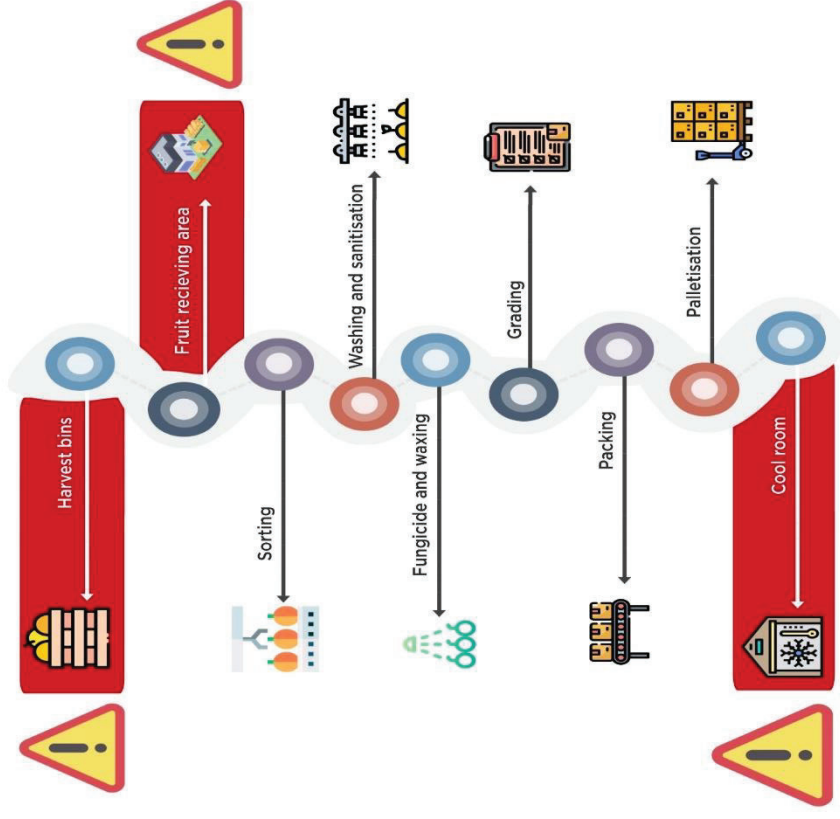 Harvest bins
Fruit recieving area
Sorting
Washing and sanitisation
Fungicide and waxing
Grading
Packing
Palletisation
Cool room